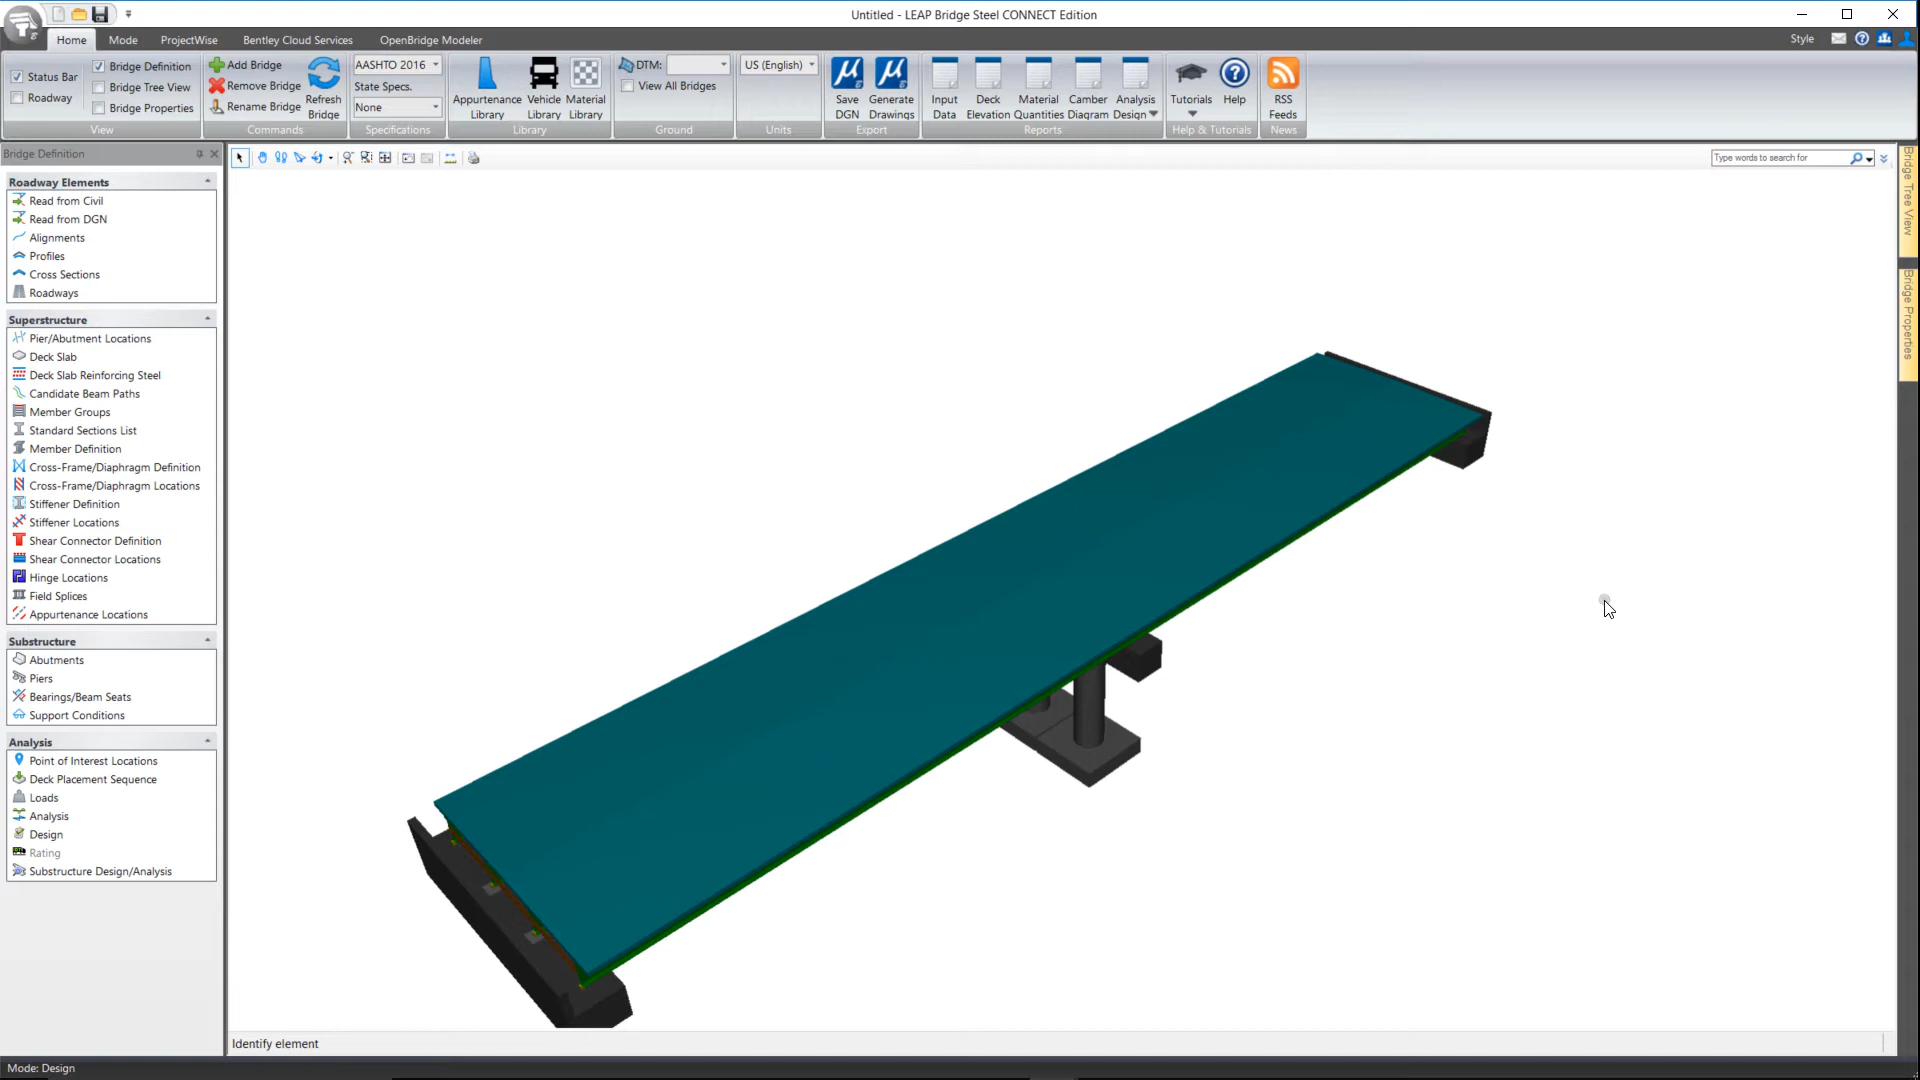 Untitled - LEAP Bridge Steel CONNECT Edition
Home Mode ProjectWise Bentley Cloud Services OpenBridge Modeler Style
Status Bar
Roadway
Bridge Definition
Bridge Tree View
Bridge Properties
View
Add Bridge
Remove Bridge
Rename Bridge
Refresh
Bridge
Commands
AASHTO 2016
State Specs.
None
Specifications
Appurtenance
Library
Vehicle
Library
Material
Library
Library
DTM:
View All Bridges
Ground
US (English)
Units
Save
DGN
Generate
Drawings
Export
Input
Data
Deck
Elevation
Material
Quantities
Camber
Diagram
Analysis
Design
Reports
Tutorials
Help
Help & Tutorials
RSS
Feeds
News
Bridge Definition
Type words to search for
Bridge Tree View
Bridge Properties
Roadway Elements
Read from Civil
Read from DGN
Alignments
Profiles
Cross Sections
Roadways
Superstructure
Pier/Abutment Locations
Deck Slab
Deck Slab Reinforcing Steel
Candidate Beam Paths
Member Groups
Standard Sections List
Member Definition
Cross-Frame/Diaphragm Definition
Cross-Frame/Diaphragm Locations
Stiffener Definition
Stiffener Locations
Shear Connector Definition
Shear Connector Locations
Hinge Locations
Field Splices
Appurtenance Locations
Substructure
Abutments
Piers
Bearings/Beam Seats
Support Conditions
Analysis
Point of Interest Locations
Deck Placement Sequence
Loads
Analysis
Design
Rating
Substructure Design/Analysis
Identify element
Mode: Design